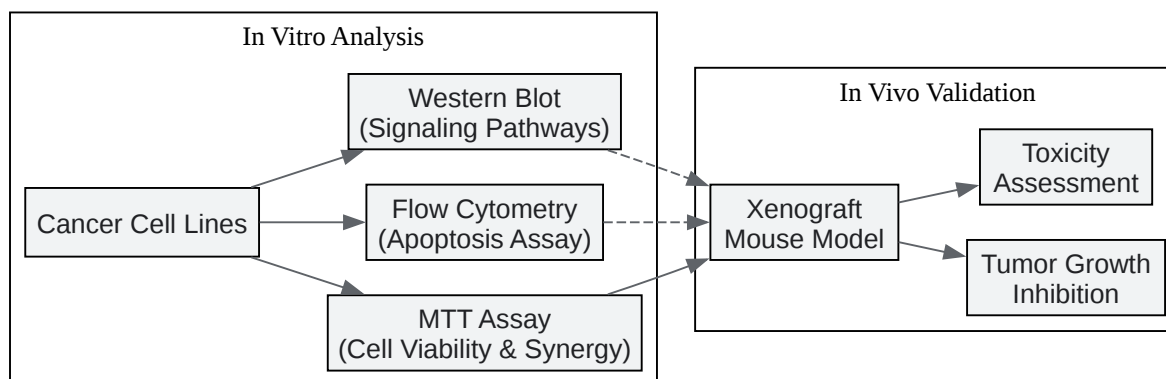 In Vitro Analysis
Western Blot
(Signaling Pathways)
Cancer Cell Lines
Flow Cytometry
(Apoptosis Assay)
MTT Assay
(Cell Viability & Synergy)
In Vivo Validation
Xenograft
Mouse Model
Toxicity
Assessment
Tumor Growth
Inhibition